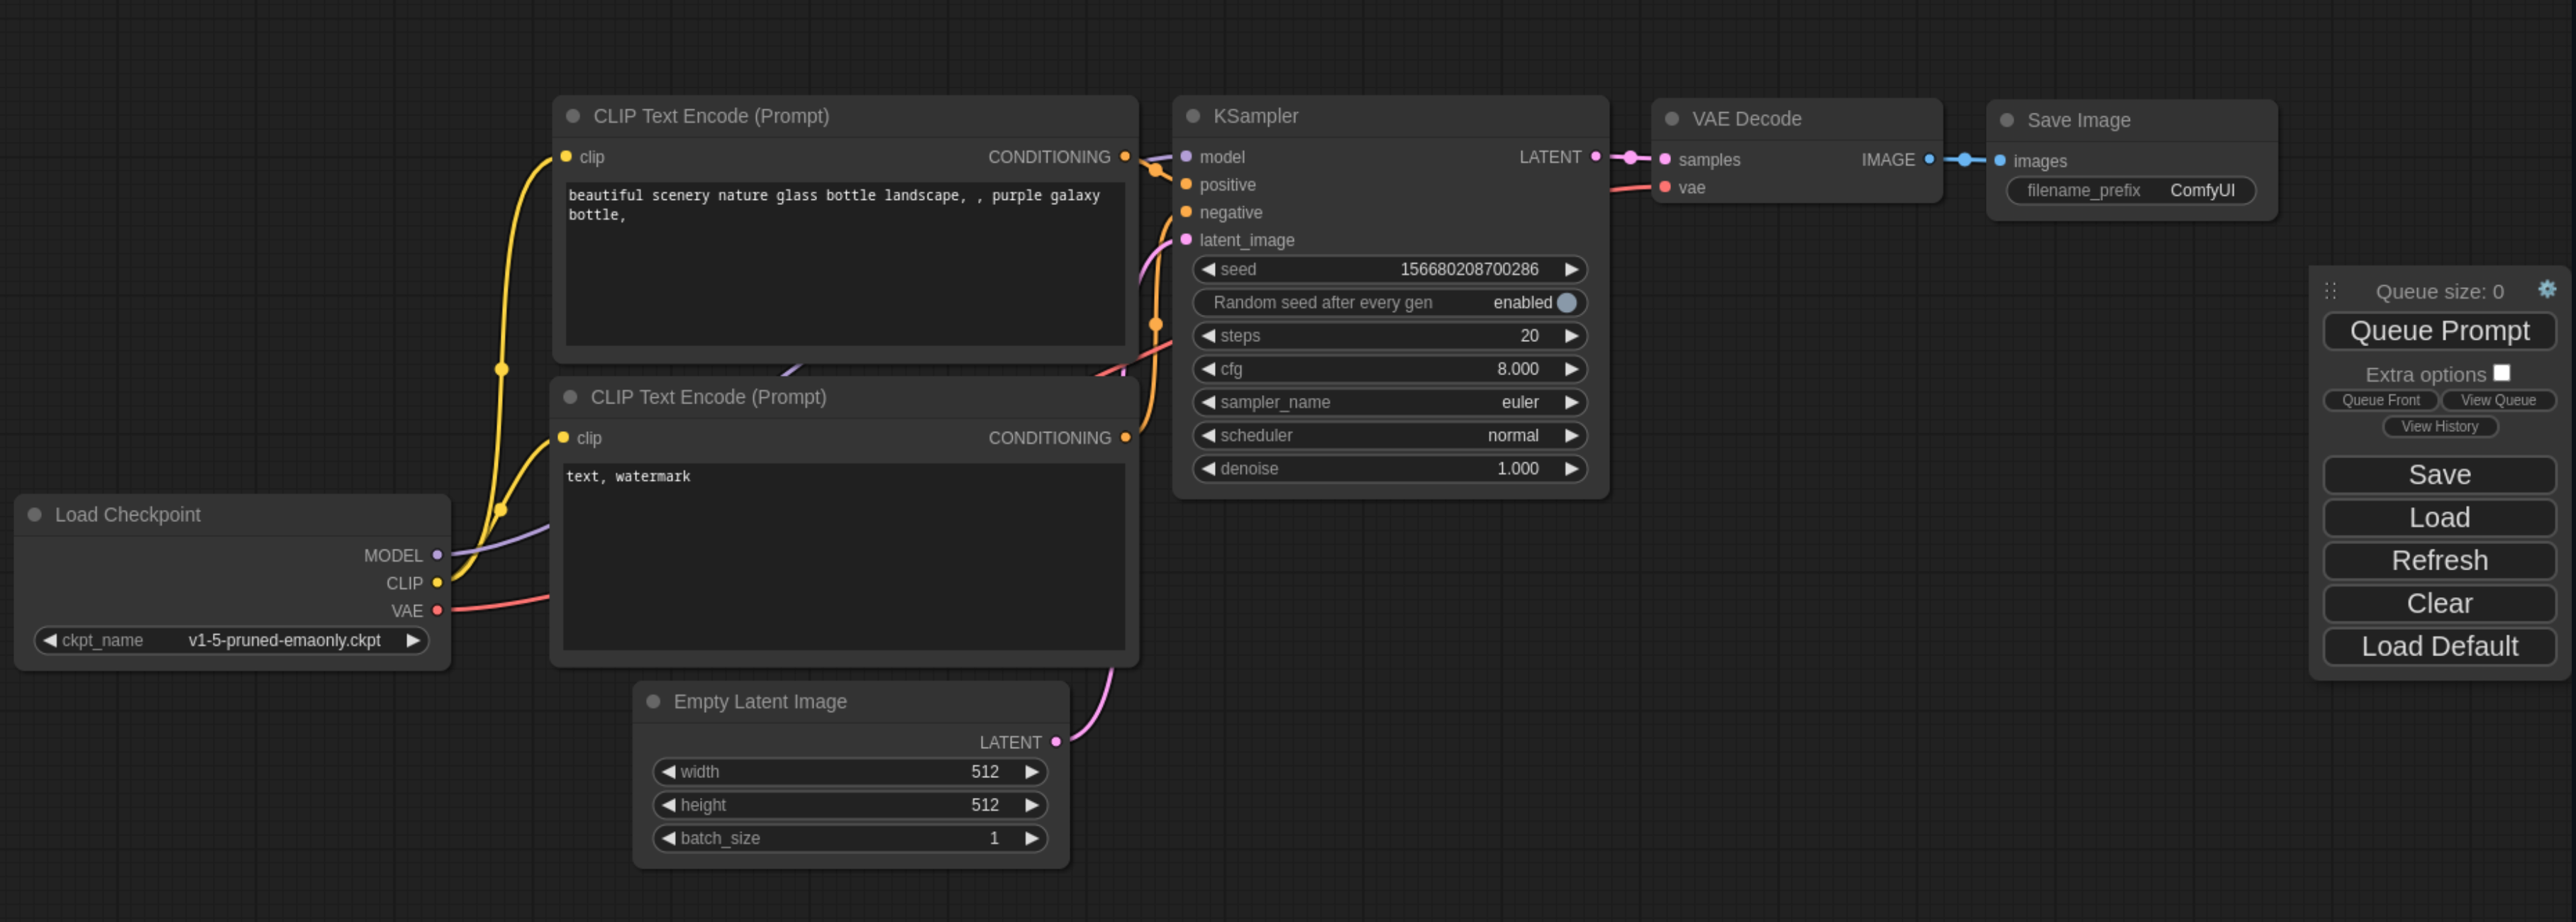 CLIP Text Encode (Prompt)
clip CONDITIONING
beautiful scenery nature glass bottle landscape, , purple galaxy
bottle,
CLIP Text Encode (Prompt)
clip CONDITIONING
text, watermark
Load Checkpoint
MODEL
CLIP
VAE
ckpt_name v1-5-pruned-emaonly.ckpt
Empty Latent Image
LATENT
width 512
height 512
batch_size 1
KSampler
model LATENT
positive
negative
latent_image
seed 156680208700286
Random seed after every gen enabled
steps 20
cfg 8.000
sampler_name euler
scheduler normal
denoise 1.000
VAE Decode
samples IMAGE
vae
Save Image
images
filename_prefix ComfyUI
Queue size: 0
Queue Prompt
Extra options
Queue Front View Queue
View History
Save
Load
Refresh
Clear
Load Default